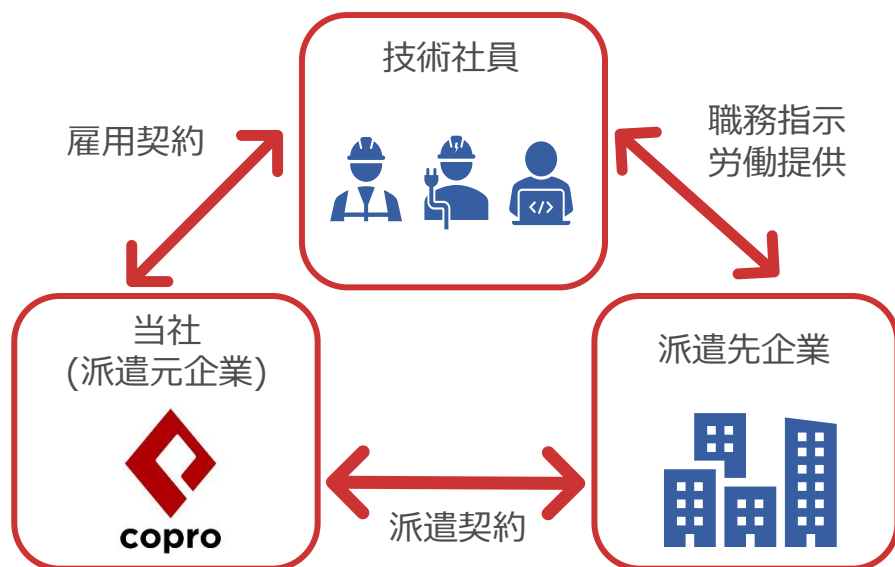 技術社員
雇用契約
職務指示
労働提供
</>
当社
(派遣元企業)
copro
派遣先企業
派遣契約